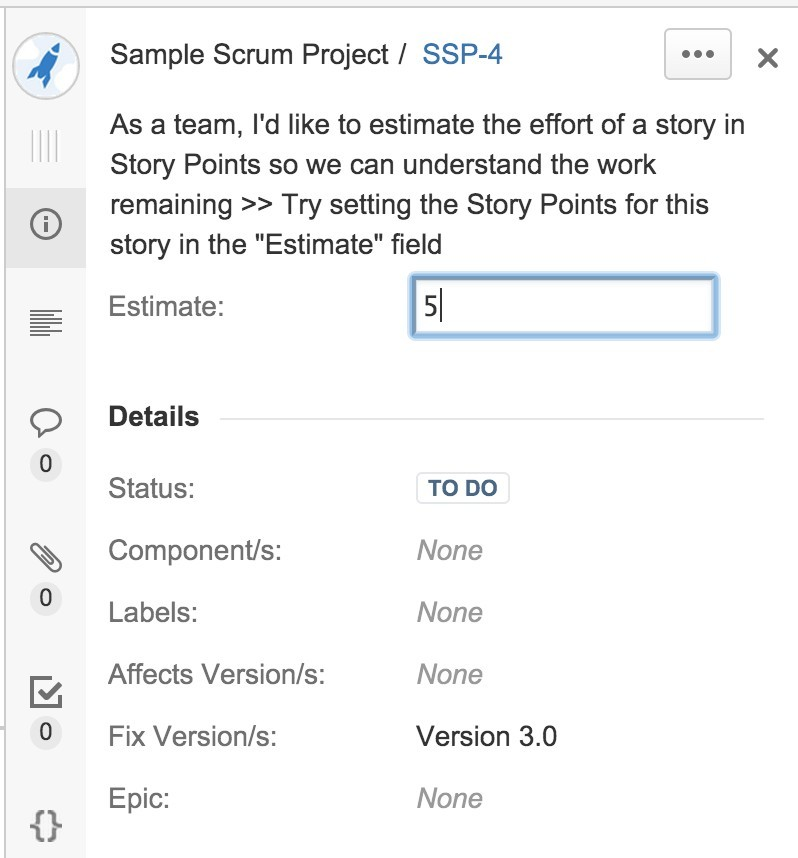 Sample Scrum Project / SSP-4
As a team, I'd like to estimate the effort of a story in
Story Points so we can understand the work
remaining >> Try setting the Story Points for this
story in the "Estimate" field
Estimate: 5
Details
0
Status: TO DO
Component/s: None
0
Labels: None
Affects Version/s: None
0
Fix Version/s: Version 3.0
Epic: None